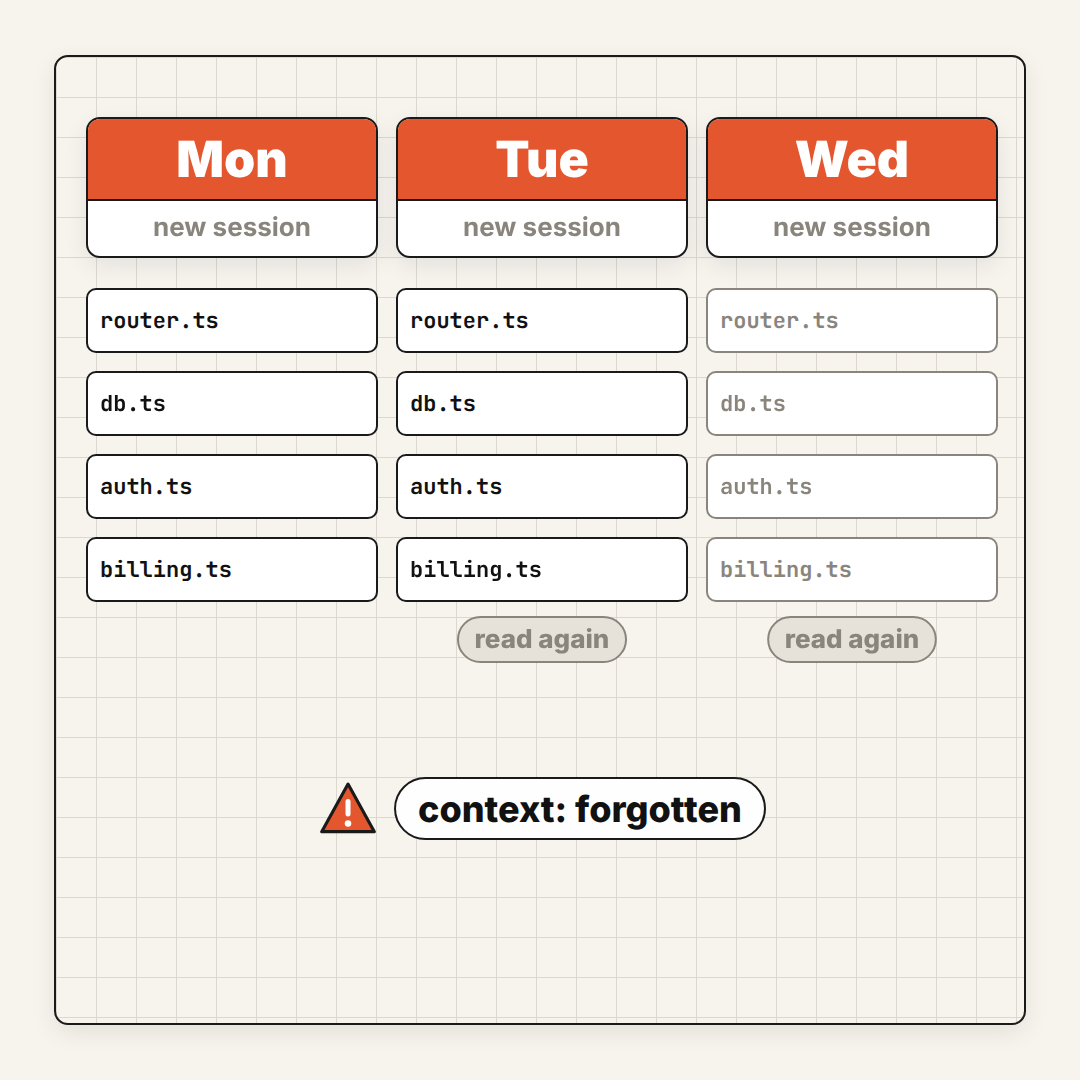 Mon
new session
router.ts
db.ts
auth.ts
billing.ts
Tue
new session
router.ts
db.ts
auth.ts
billing.ts
read again
Wed
new session
router.ts
db.ts
auth.ts
billing.ts
read again
context: forgotten